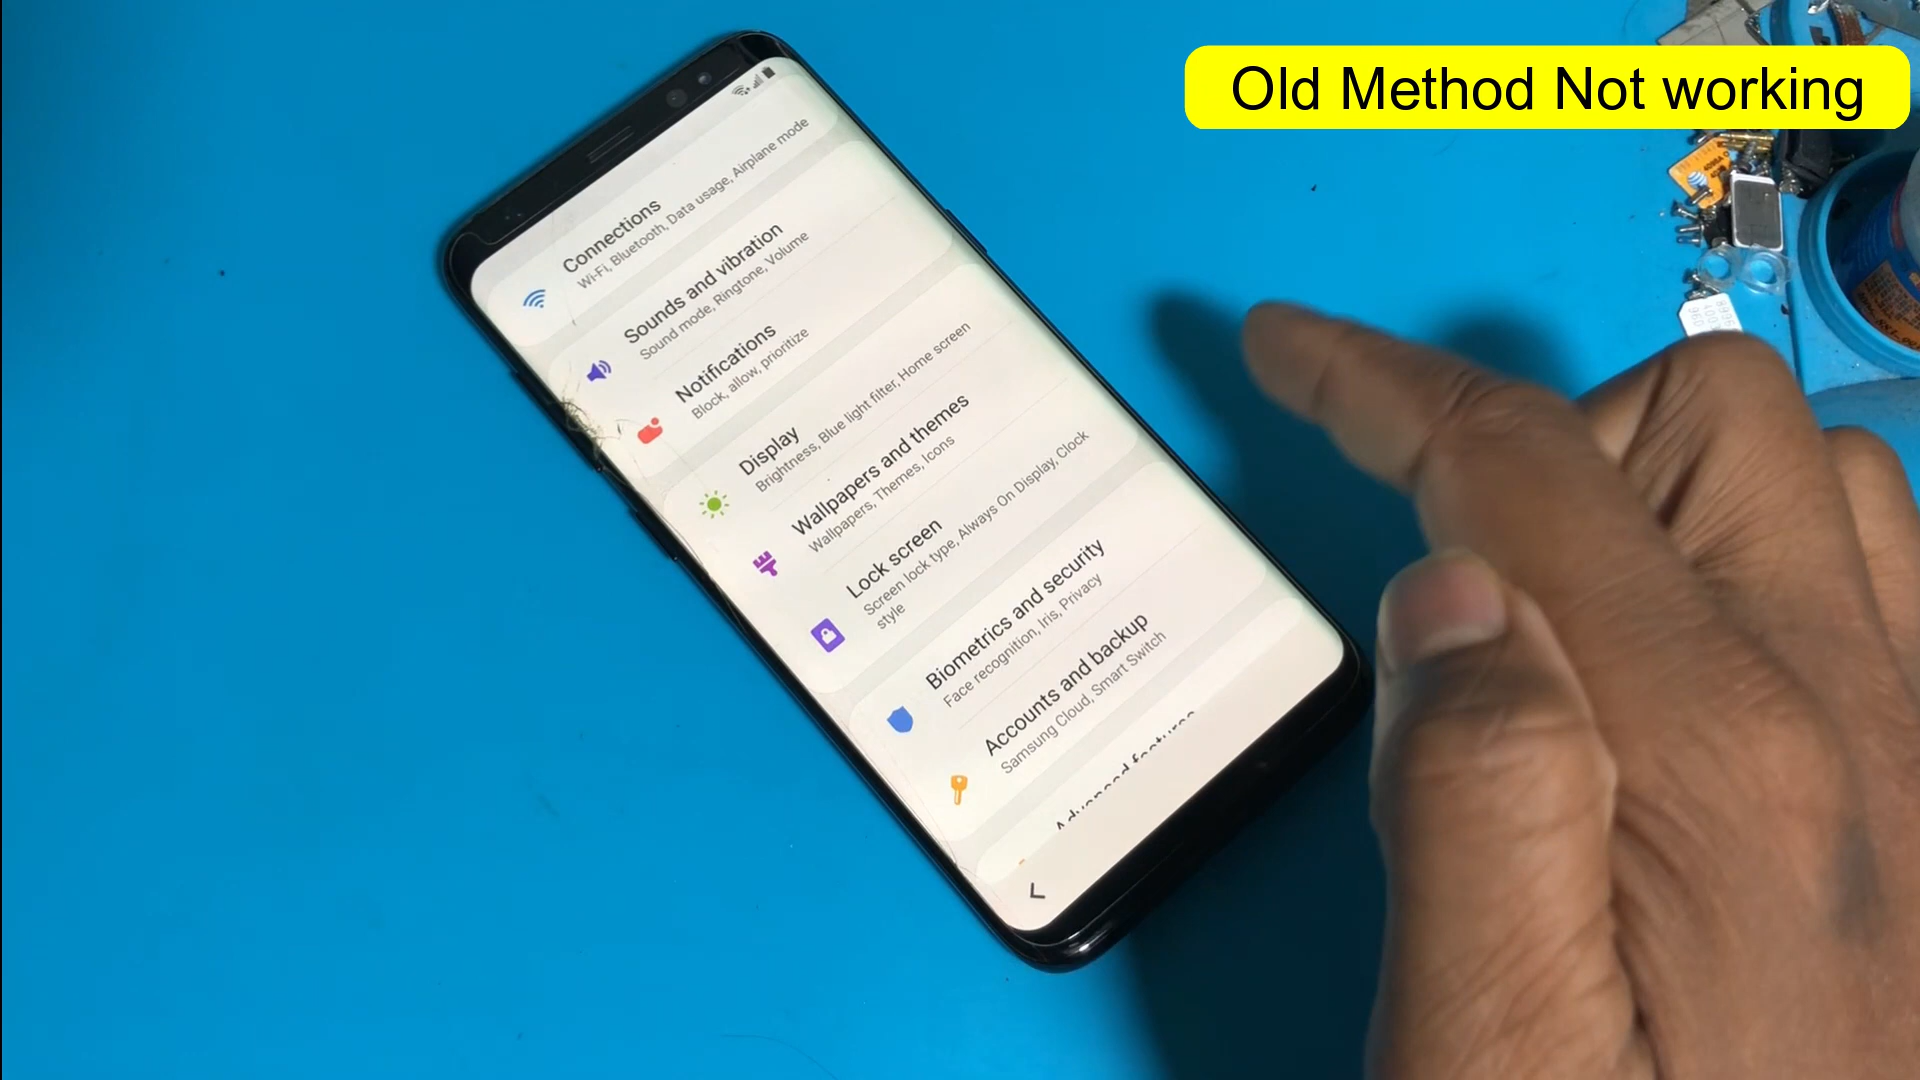 Old Method Not working
Connections
Wi-Fi, Bluetooth, Data usage, Airplane mode
Sounds and vibration
Sound mode, Ringtone, Volume
Notifications
Block, allow, prioritize
Display
Brightness, Blue light filter, Home screen
Wallpapers and themes
Wallpapers, Themes, Icons
Lock screen
Screen lock type, Always On Display, Clock
style
Biometrics and security
Face recognition, Iris, Privacy
Accounts and backup
Samsung Cloud, Smart Switch
Advanced features